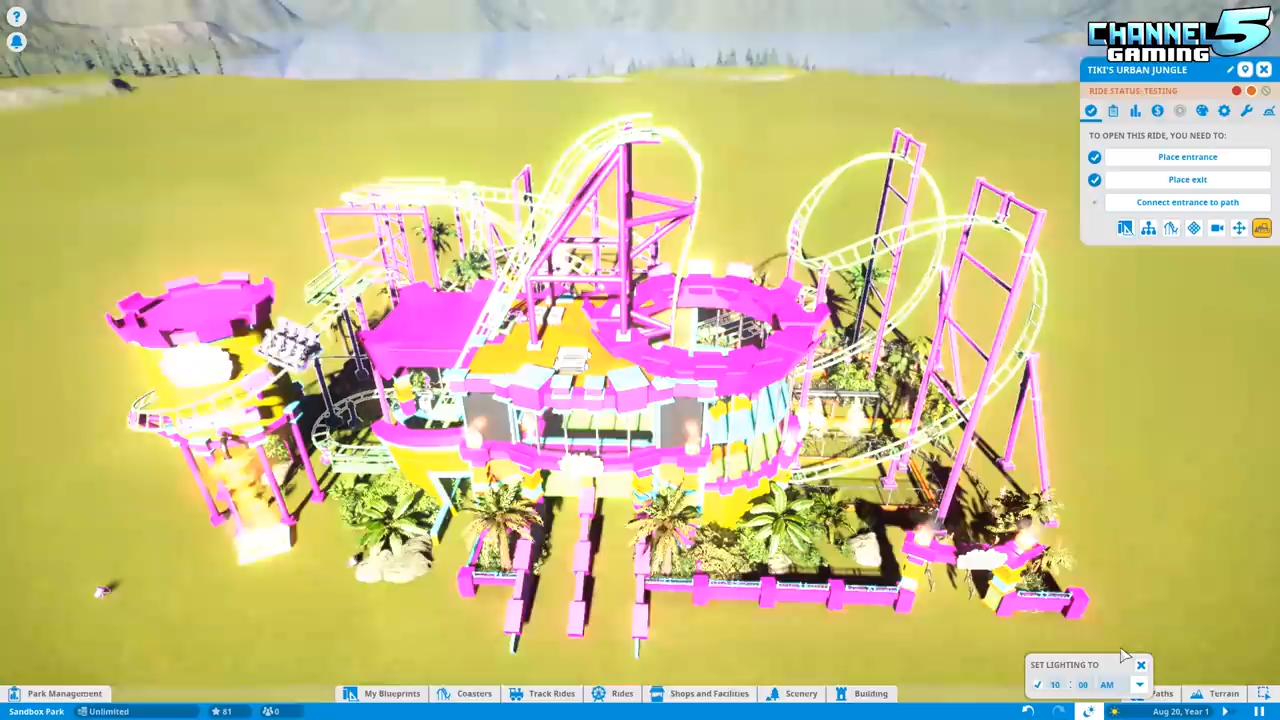 CHANNEL 5
GAMING
TIKI'S URBAN JUNGLE
RIDE STATUS: TESTING
TO OPEN THIS RIDE, YOU NEED TO:
Place entrance
Place exit
Connect entrance to path
SET LIGHTING TO
10 : 00 AM
Park Management
My Blueprints
Coasters
Track Rides
Rides
Shops and Facilities
Scenery
Building
Paths
Terrain
Sandbox Park
Unlimited
81
0
Aug 20, Year 1